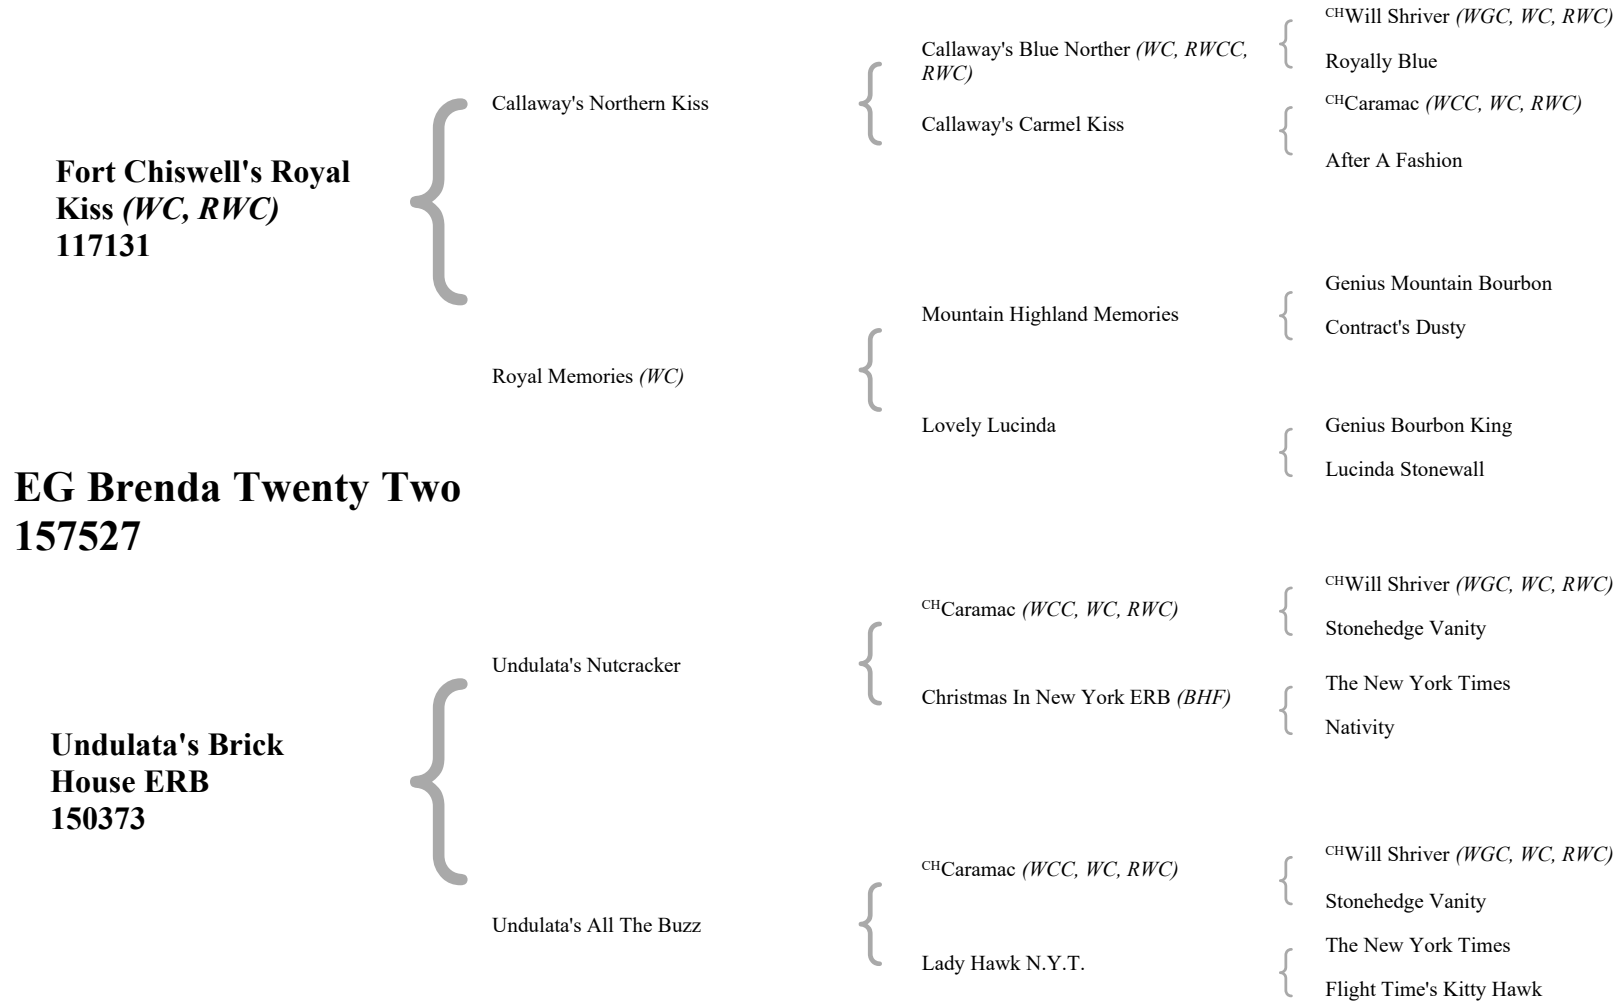 CHWill Shriver (WGC, WC, RWC)
Callaway's Blue Norther (WC, RWCC,
RWC)
Royally Blue
Callaway's Northern Kiss
CHCaramac (WCC, WC, RWC)
Callaway's Carmel Kiss
After A Fashion
Fort Chiswell's Royal
Kiss (WC, RWC)
117131
Genius Mountain Bourbon
Mountain Highland Memories
Contract's Dusty
Royal Memories (WC)
Lovely Lucinda
Genius Bourbon King
Lucinda Stonewall
EG Brenda Twenty Two
157527
CHWill Shriver (WGC, WC, RWC)
CHCaramac (WCC, WC, RWC)
Stonehedge Vanity
Undulata's Nutcracker
The New York Times
Christmas In New York ERB (BHF)
Nativity
Undulata's Brick
House ERB
150373
CHWill Shriver (WGC, WC, RWC)
CHCaramac (WCC, WC, RWC)
Stonehedge Vanity
Undulata's All The Buzz
The New York Times
Lady Hawk N.Y.T.
Flight Time's Kitty Hawk